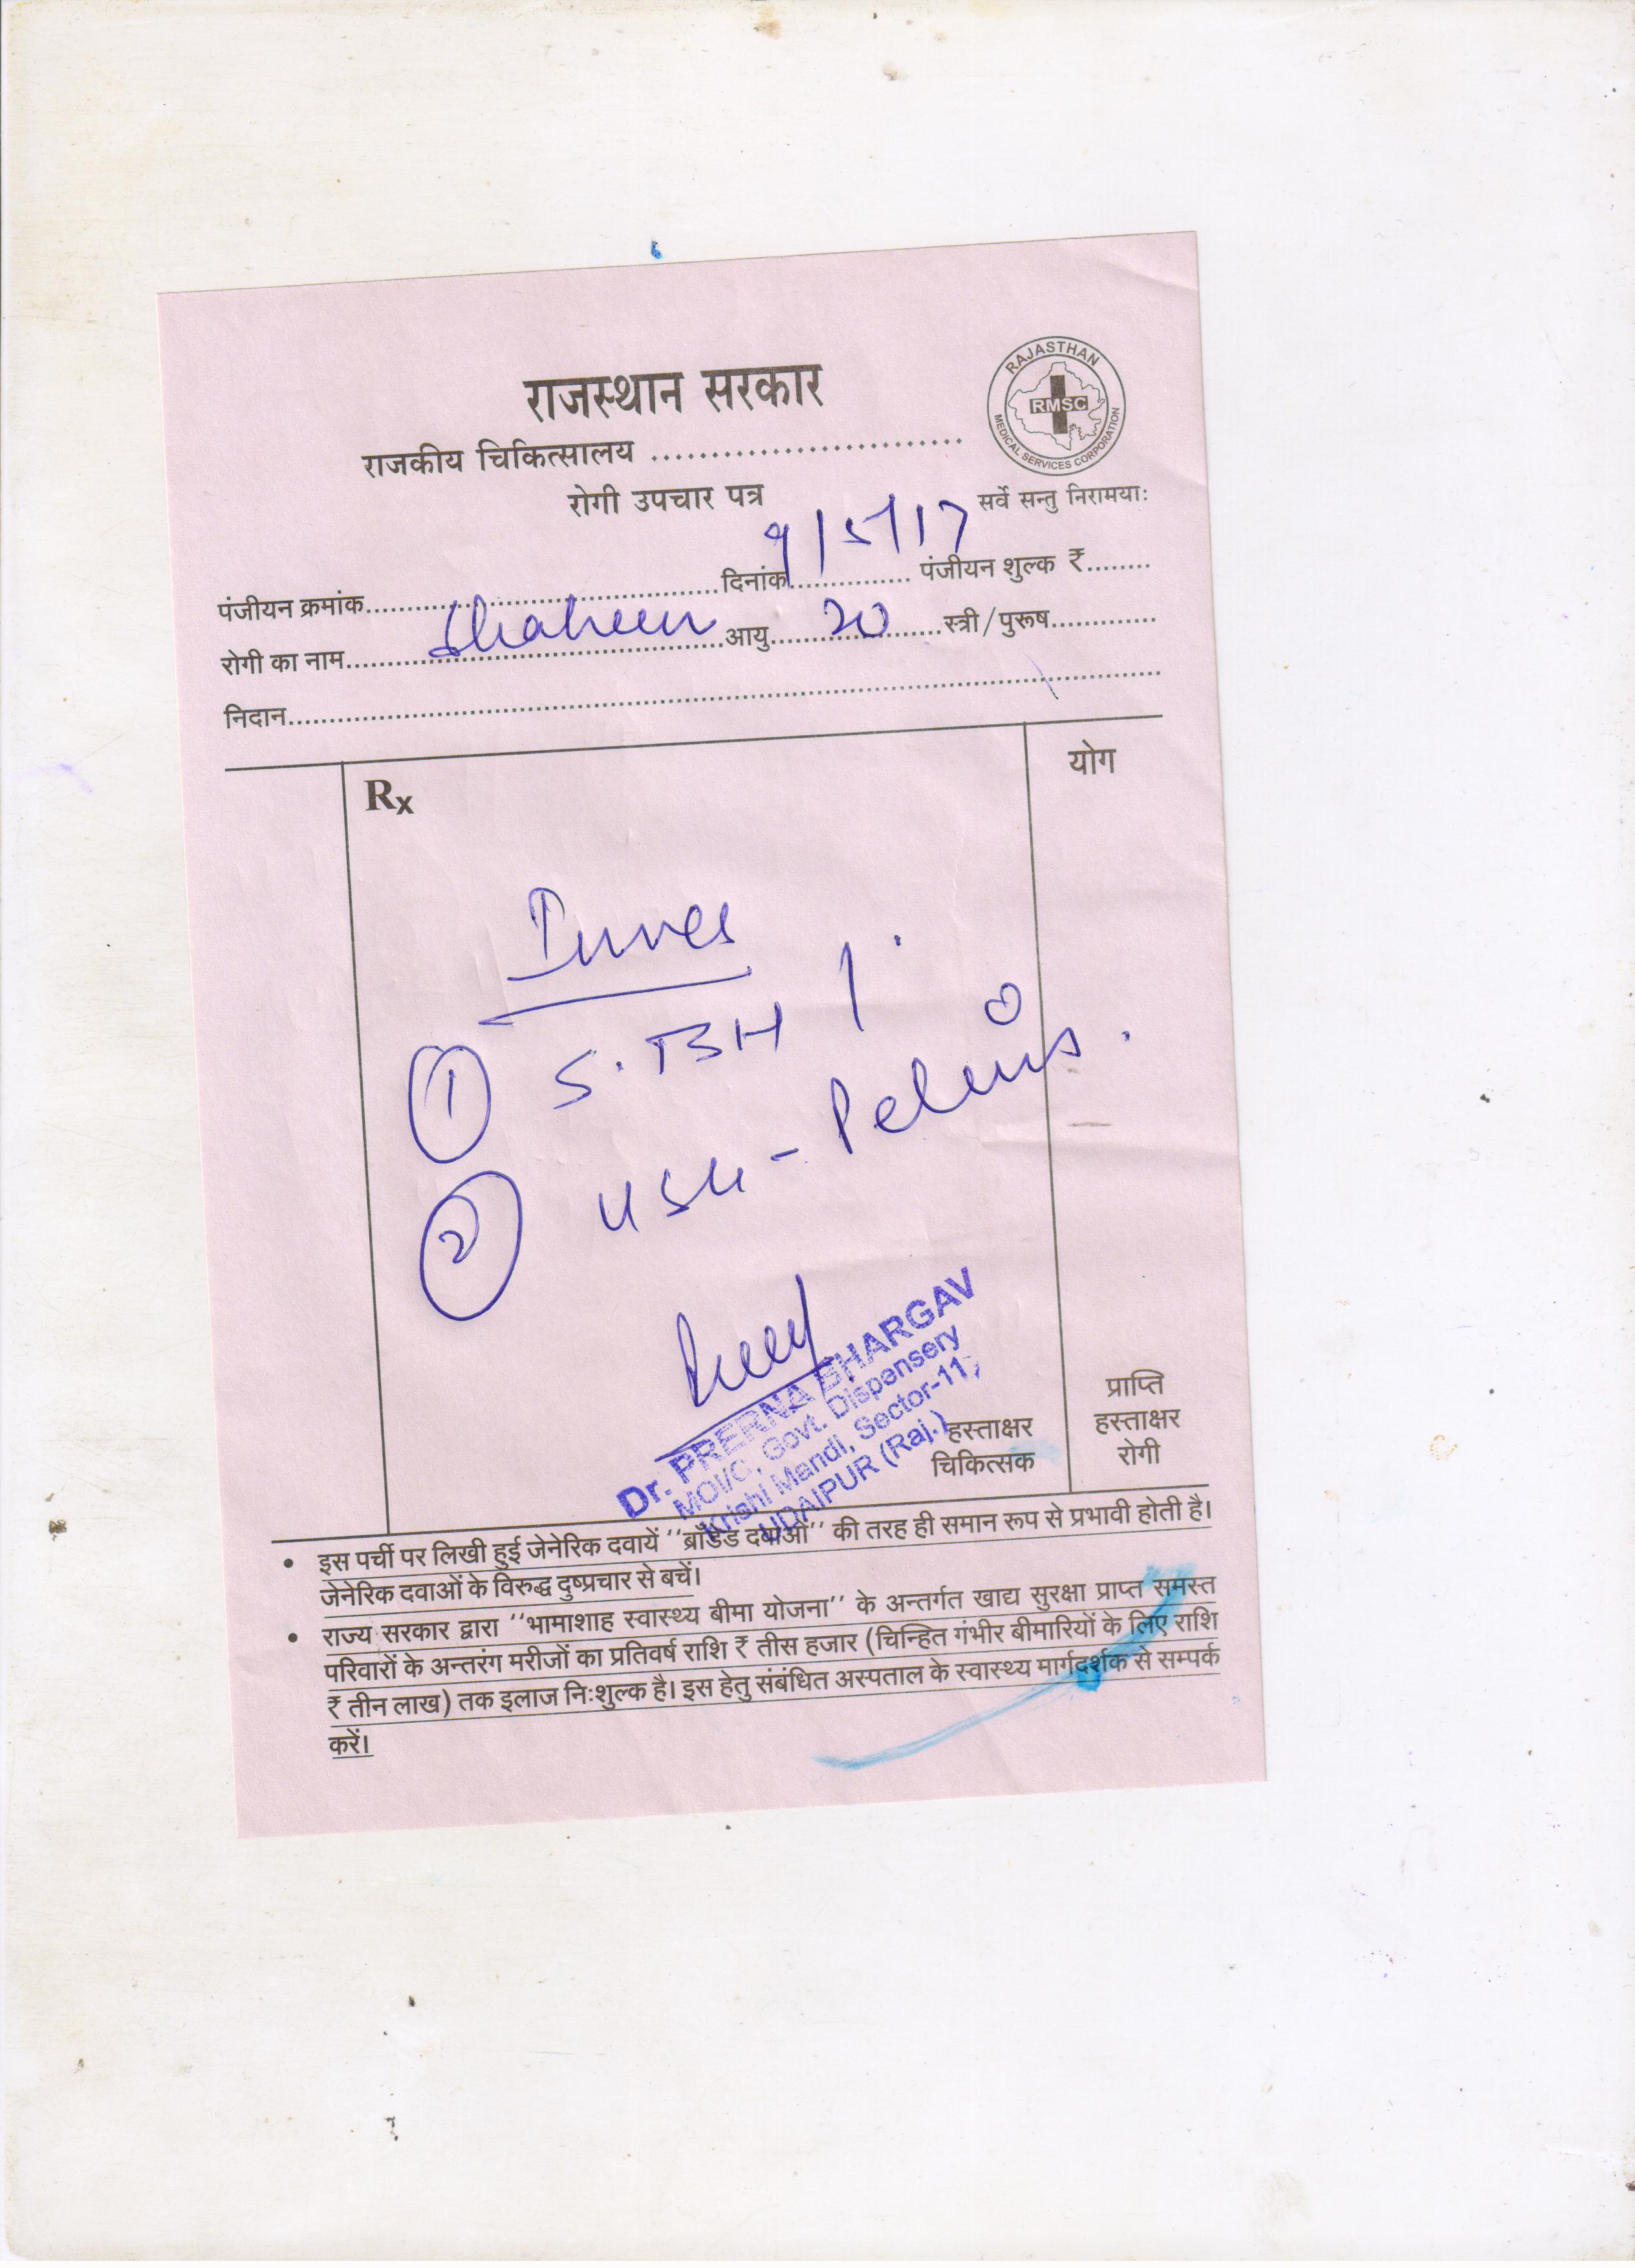 राजस्थान सरकार
RAJASTHAN
RMSC
MEDICAL SERVICES CORPORATION
राजकीय चिकित्सालय ..........................
रोगी उपचार पत्र
सर्वे सन्तु निरामयाः
पंजीयन क्रमांक.......................................... दिनांक 9/5/17 पंजीयन शुल्क ₹........
रोगी का नाम Shaheen आयु 20 स्त्री/पुरूष.............
निदान..........................................................................................
Rx
योग
Inves
① S. TSH
② USG - Pelvis.
Dr. PRERNA BHARGAV
MOI/C, Govt. Dispensery
Krishi Mandi, Sector-11,
UDAIPUR (Raj.)
हस्ताक्षर
चिकित्सक
प्राप्ति
हस्ताक्षर
रोगी
• इस पर्ची पर लिखी हुई जेनेरिक दवायें ''ब्राँडेड दवाओं'' की तरह ही समान रूप से प्रभावी होती है।
जेनेरिक दवाओं के विरुद्ध दुष्प्रचार से बचें।
• राज्य सरकार द्वारा ''भामाशाह स्वास्थ्य बीमा योजना'' के अन्तर्गत खाद्य सुरक्षा प्राप्त समस्त
परिवारों के अन्तरंग मरीजों का प्रतिवर्ष राशि ₹ तीस हजार (चिन्हित गंभीर बीमारियों के लिए राशि
₹ तीन लाख) तक इलाज निःशुल्क है। इस हेतु संबंधित अस्पताल के स्वास्थ्य मार्गदर्शक से सम्पर्क
करें।